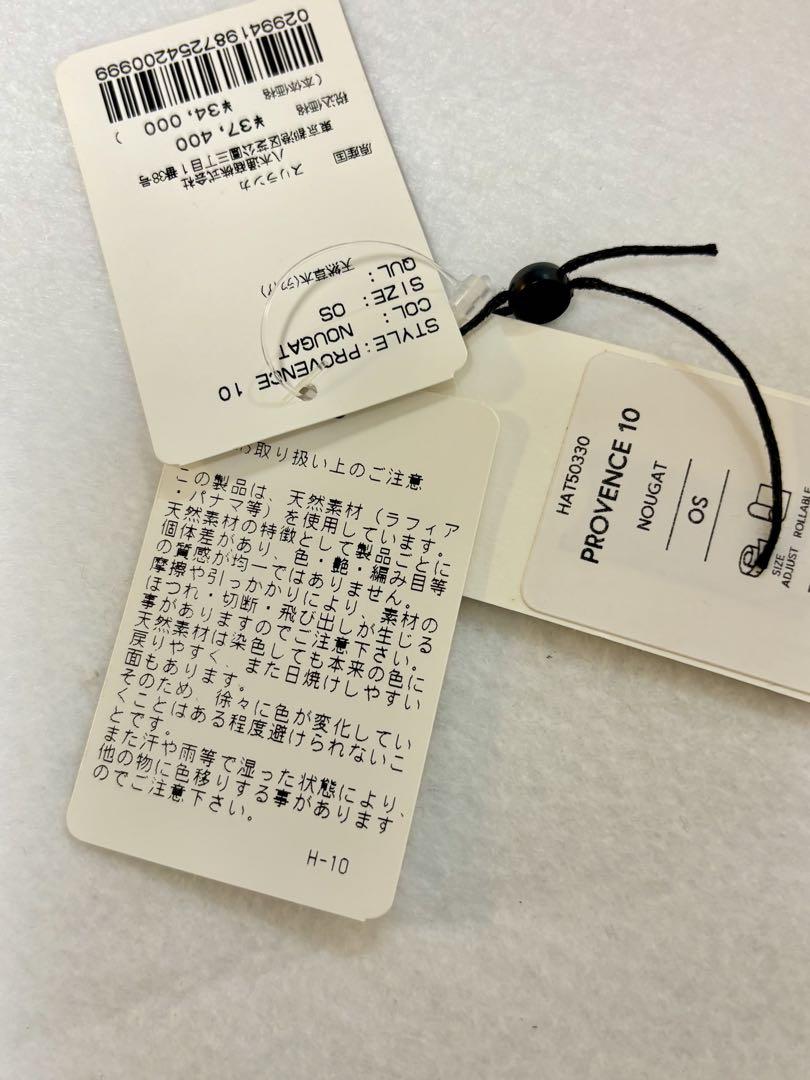 STYLE: PROVENCE 10
COL: NOUGAT
SIZE: OS
QUL: 天然草木(ラフィア)
原産国 スリランカ
八木通商株式会社
東京都港区芝公園三丁目1番38号
税込価格 ¥37,400
(本体価格 ¥34,000 )
029941987254200999
取り扱い上のご注意
この製品は、天然素材(ラフィア
・パナマ等)を使用しています。
天然素材の特徴として製品ごとに
個体差があり、色・艶・編み目等
の質感が均一ではありません。
摩擦や引っかかりにより、素材の
ほつれ・切断・飛び出しが生じる
事がありますのでご注意下さい。
天然素材は染色しても本来の色に
戻りやすく、また日焼けしやすい
面もあります。
そのため、徐々に色が変化してい
くことはある程度避けられないこ
とです。
また汗や雨等で湿った状態により、
他の物に色移りする事があります
のでご注意下さい。
H-10
HAT50330
PROVENCE 10
NOUGAT
OS
SIZE
ADJUST
ROLLABLE